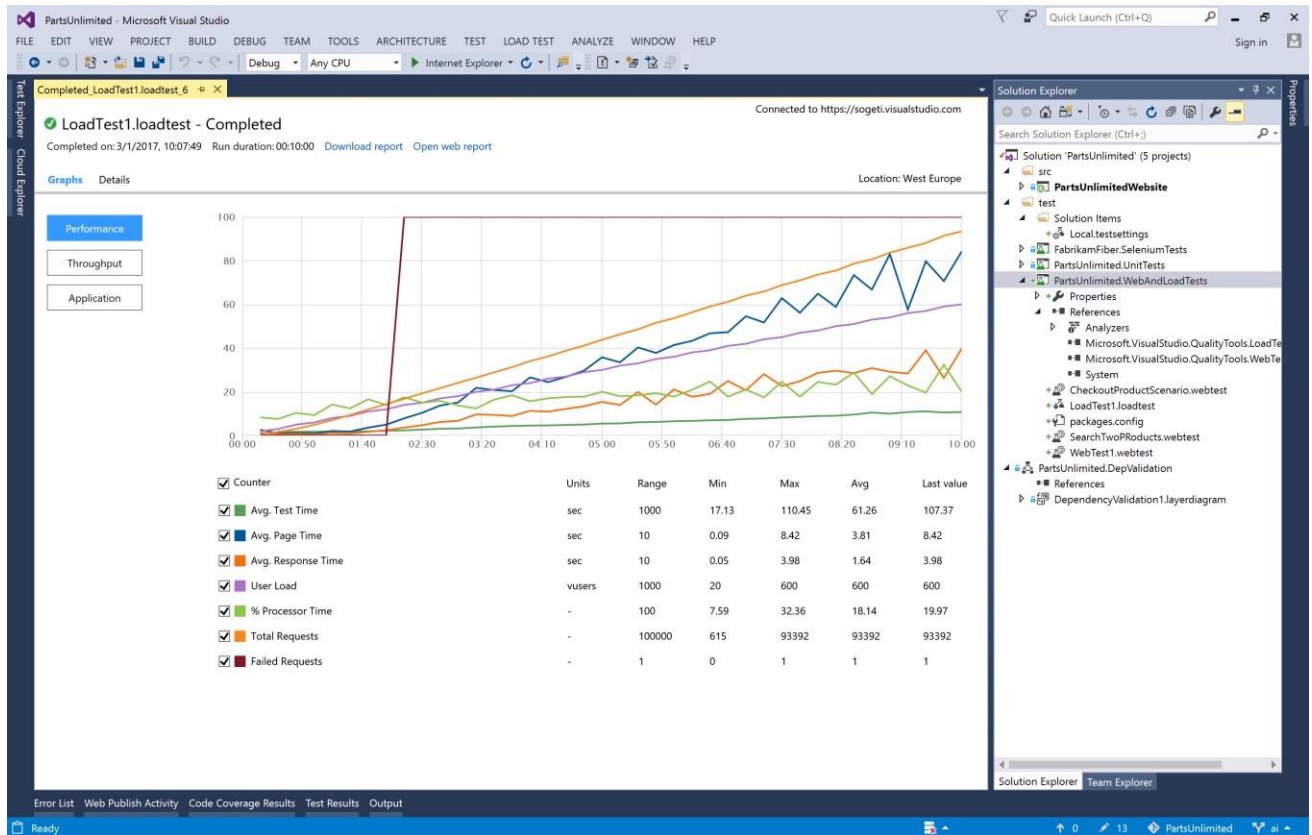 PartsUnlimited - Microsoft Visual Studio
Quick Launch (Ctrl+Q)
FILE EDIT VIEW PROJECT BUILD DEBUG TEAM TOOLS ARCHITECTURE TEST LOAD TEST ANALYZE WINDOW HELP
Sign in
Debug Any CPU Internet Explorer
Test Explorer
Cloud Explorer
Completed_LoadTest1.loadtest_6
Connected to https://sogeti.visualstudio.com
LoadTest1.loadtest - Completed
Completed on: 3/1/2017, 10:07:49 Run duration: 00:10:00 Download report Open web report
Graphs Details
Location: West Europe
Performance
Throughput
Application
100
80
60
40
20
0
00:00 00:50 01:40 02:30 03:20 04:10 05:00 05:50 06:40 07:30 08:20 09:10 10:00
Counter Units Range Min Max Avg Last value
Avg. Test Time sec 1000 17.13 110.45 61.26 107.37
Avg. Page Time sec 10 0.09 8.42 3.81 8.42
Avg. Response Time sec 10 0.05 3.98 1.64 3.98
User Load vusers 1000 20 600 600 600
% Processor Time - 100 7.59 32.36 18.14 19.97
Total Requests - 100000 615 93392 93392 93392
Failed Requests - 1 0 1 1 1
Solution Explorer
Search Solution Explorer (Ctrl+;)
Solution 'PartsUnlimited' (5 projects)
src
PartsUnlimitedWebsite
test
Solution Items
Local.testsettings
FabrikamFiber.SeleniumTests
PartsUnlimited.UnitTests
PartsUnlimited.WebAndLoadTests
Properties
References
Analyzers
Microsoft.VisualStudio.QualityTools.LoadTe
Microsoft.VisualStudio.QualityTools.WebTe
System
CheckoutProductScenario.webtest
LoadTest1.loadtest
packages.config
SearchTwoPRoducts.webtest
WebTest1.webtest
PartsUnlimited.DepValidation
References
DependencyValidation1.layerdiagram
Solution Explorer Team Explorer
Properties
Error List Web Publish Activity Code Coverage Results Test Results Output
Ready
0 13 PartsUnlimited ai